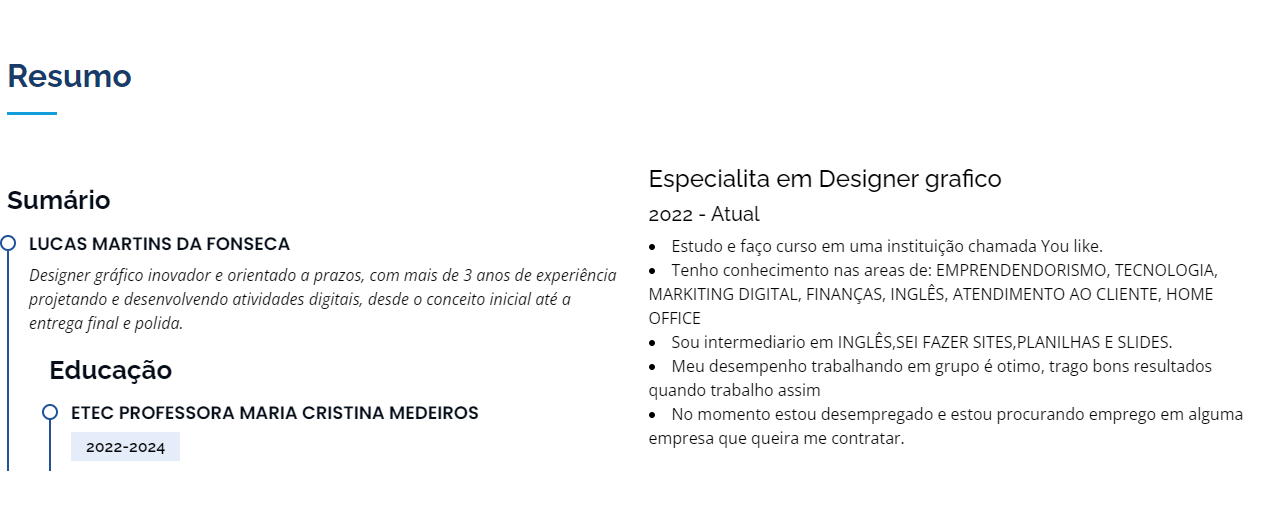 Resumo
Sumário
LUCAS MARTINS DA FONSECA
Designer gráfico inovador e orientado a prazos, com mais de 3 anos de experiência
projetando e desenvolvendo atividades digitais, desde o conceito inicial até a
entrega final e polida.
Educação
ETEC PROFESSORA MARIA CRISTINA MEDEIROS
2022-2024
Especialita em Designer grafico
2022 - Atual
• Estudo e faço curso em uma instituição chamada You like.
• Tenho conhecimento nas areas de: EMPRENDENDORISMO, TECNOLOGIA,
MARKITING DIGITAL, FINANÇAS, INGLÊS, ATENDIMENTO AO CLIENTE, HOME
OFFICE
• Sou intermediario em INGLÊS,SEI FAZER SITES,PLANILHAS E SLIDES.
• Meu desempenho trabalhando em grupo é otimo, trago bons resultados
quando trabalho assim
• No momento estou desempregado e estou procurando emprego em alguma
empresa que queira me contratar.